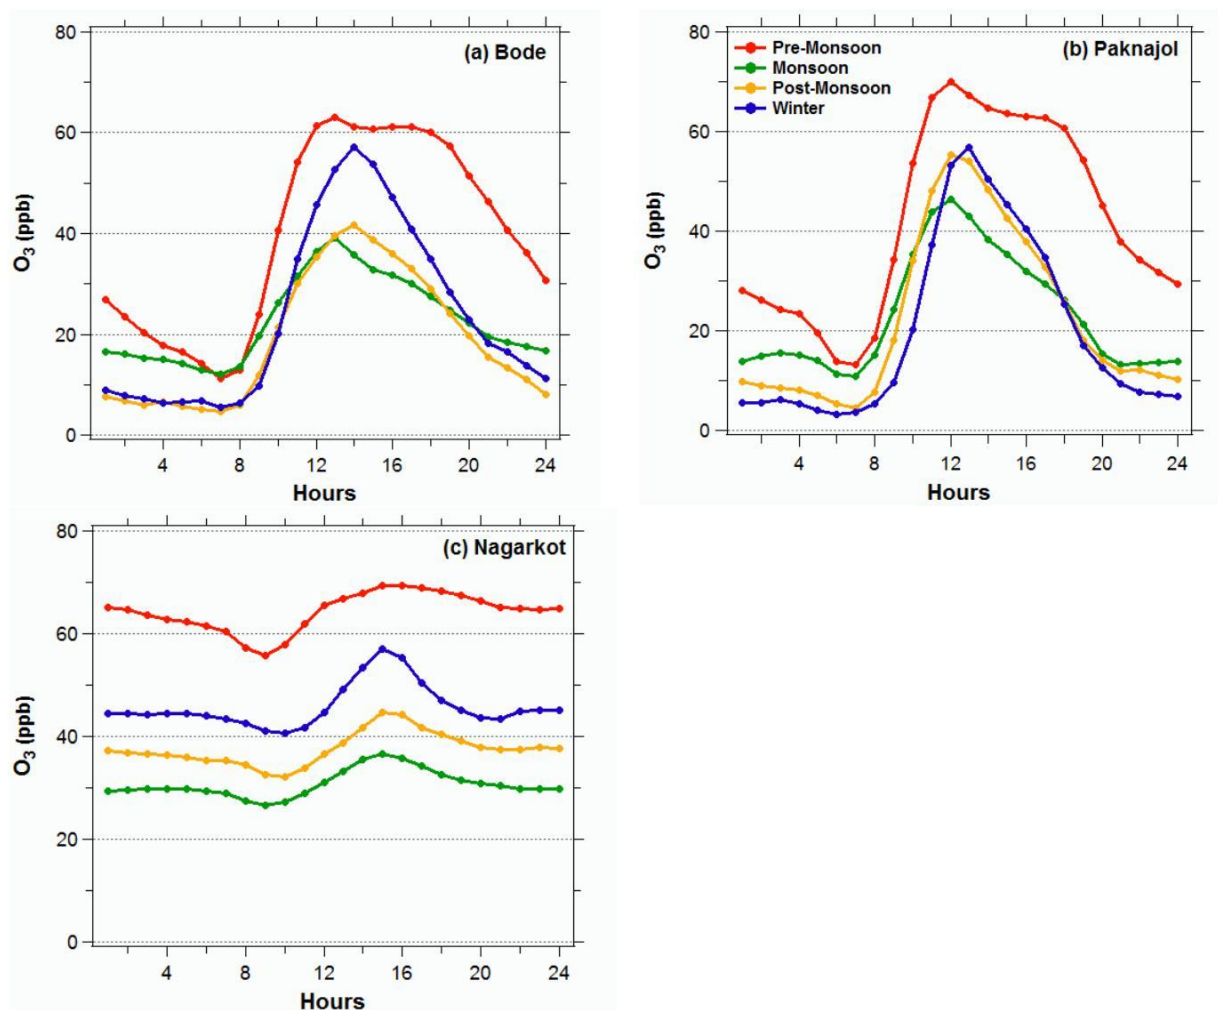 (a) Bode
80
60
40
20
0
O3 (ppb)
4 8 12 16 20 24
Hours
(b) Paknajol
Pre-Monsoon
Monsoon
Post-Monsoon
Winter
80
60
40
20
0
O3 (ppb)
4 8 12 16 20 24
Hours
(c) Nagarkot
80
60
40
20
0
O3 (ppb)
4 8 12 16 20 24
Hours